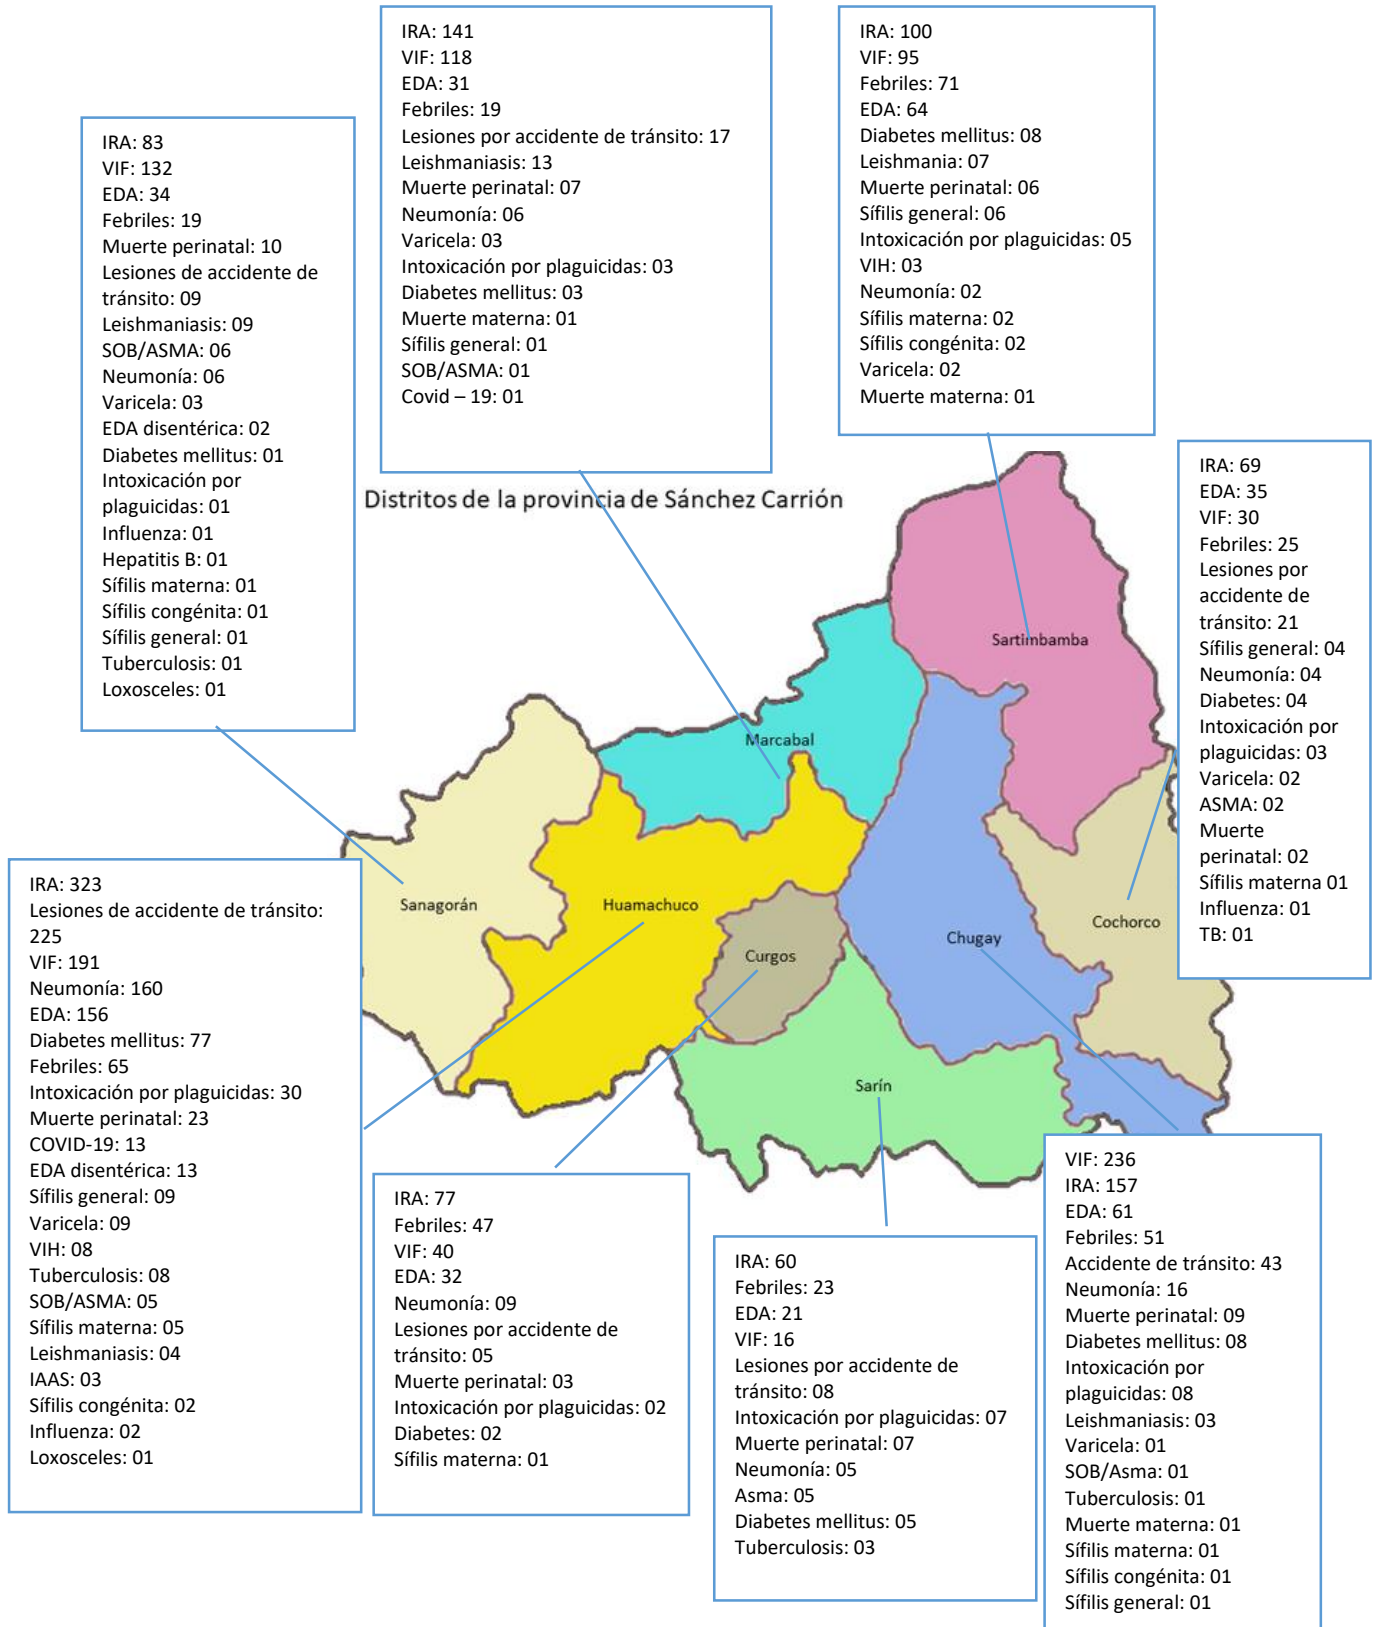 IRA: 141
VIF: 118
EDA: 31
Febriles: 19
Lesiones por accidente de tránsito: 17
Leishmaniasis: 13
Muerte perinatal: 07
Neumonía: 06
Varicela: 03
Intoxicación por plaguicidas: 03
Diabetes mellitus: 03
Muerte materna: 01
Sífilis general: 01
SOB/ASMA: 01
Covid – 19: 01
IRA: 100
VIF: 95
Febriles: 71
EDA: 64
Diabetes mellitus: 08
Leishmania: 07
Muerte perinatal: 06
Sífilis general: 06
Intoxicación por plaguicidas: 05
VIH: 03
Neumonía: 02
Sífilis materna: 02
Sífilis congénita: 02
Varicela: 02
Muerte materna: 01
IRA: 83
VIF: 132
EDA: 34
Febriles: 19
Muerte perinatal: 10
Lesiones de accidente de
tránsito: 09
Leishmaniasis: 09
SOB/ASMA: 06
Neumonía: 06
Varicela: 03
EDA disentérica: 02
Diabetes mellitus: 01
Intoxicación por
plaguicidas: 01
Influenza: 01
Hepatitis B: 01
Sífilis materna: 01
Sífilis congénita: 01
Sífilis general: 01
Tuberculosis: 01
Loxosceles: 01
IRA: 69
EDA: 35
VIF: 30
Febriles: 25
Lesiones por
accidente de
tránsito: 21
Sífilis general: 04
Neumonía: 04
Diabetes: 04
Intoxicación por
plaguicidas: 03
Varicela: 02
ASMA: 02
Muerte
perinatal: 02
Sífilis materna 01
Influenza: 01
TB: 01
Distritos de la provincia de Sánchez Carrión
Sartimbamba
Marcabal
Sanagorán
Huamachuco
Curgos
Chugay
Cochorco
Sarín
IRA: 323
Lesiones de accidente de tránsito:
225
VIF: 191
Neumonía: 160
EDA: 156
Diabetes mellitus: 77
Febriles: 65
Intoxicación por plaguicidas: 30
Muerte perinatal: 23
COVID-19: 13
EDA disentérica: 13
Sífilis general: 09
Varicela: 09
VIH: 08
Tuberculosis: 08
SOB/ASMA: 05
Sífilis materna: 05
Leishmaniasis: 04
IAAS: 03
Sífilis congénita: 02
Influenza: 02
Loxosceles: 01
IRA: 77
Febriles: 47
VIF: 40
EDA: 32
Neumonía: 09
Lesiones por accidente de
tránsito: 05
Muerte perinatal: 03
Intoxicación por plaguicidas: 02
Diabetes: 02
Sífilis materna: 01
IRA: 60
Febriles: 23
EDA: 21
VIF: 16
Lesiones por accidente de
tránsito: 08
Intoxicación por plaguicidas: 07
Muerte perinatal: 07
Neumonía: 05
Asma: 05
Diabetes mellitus: 05
Tuberculosis: 03
VIF: 236
IRA: 157
EDA: 61
Febriles: 51
Accidente de tránsito: 43
Neumonía: 16
Muerte perinatal: 09
Diabetes mellitus: 08
Intoxicación por
plaguicidas: 08
Leishmaniasis: 03
Varicela: 01
SOB/Asma: 01
Tuberculosis: 01
Muerte materna: 01
Sífilis materna: 01
Sífilis congénita: 01
Sífilis general: 01